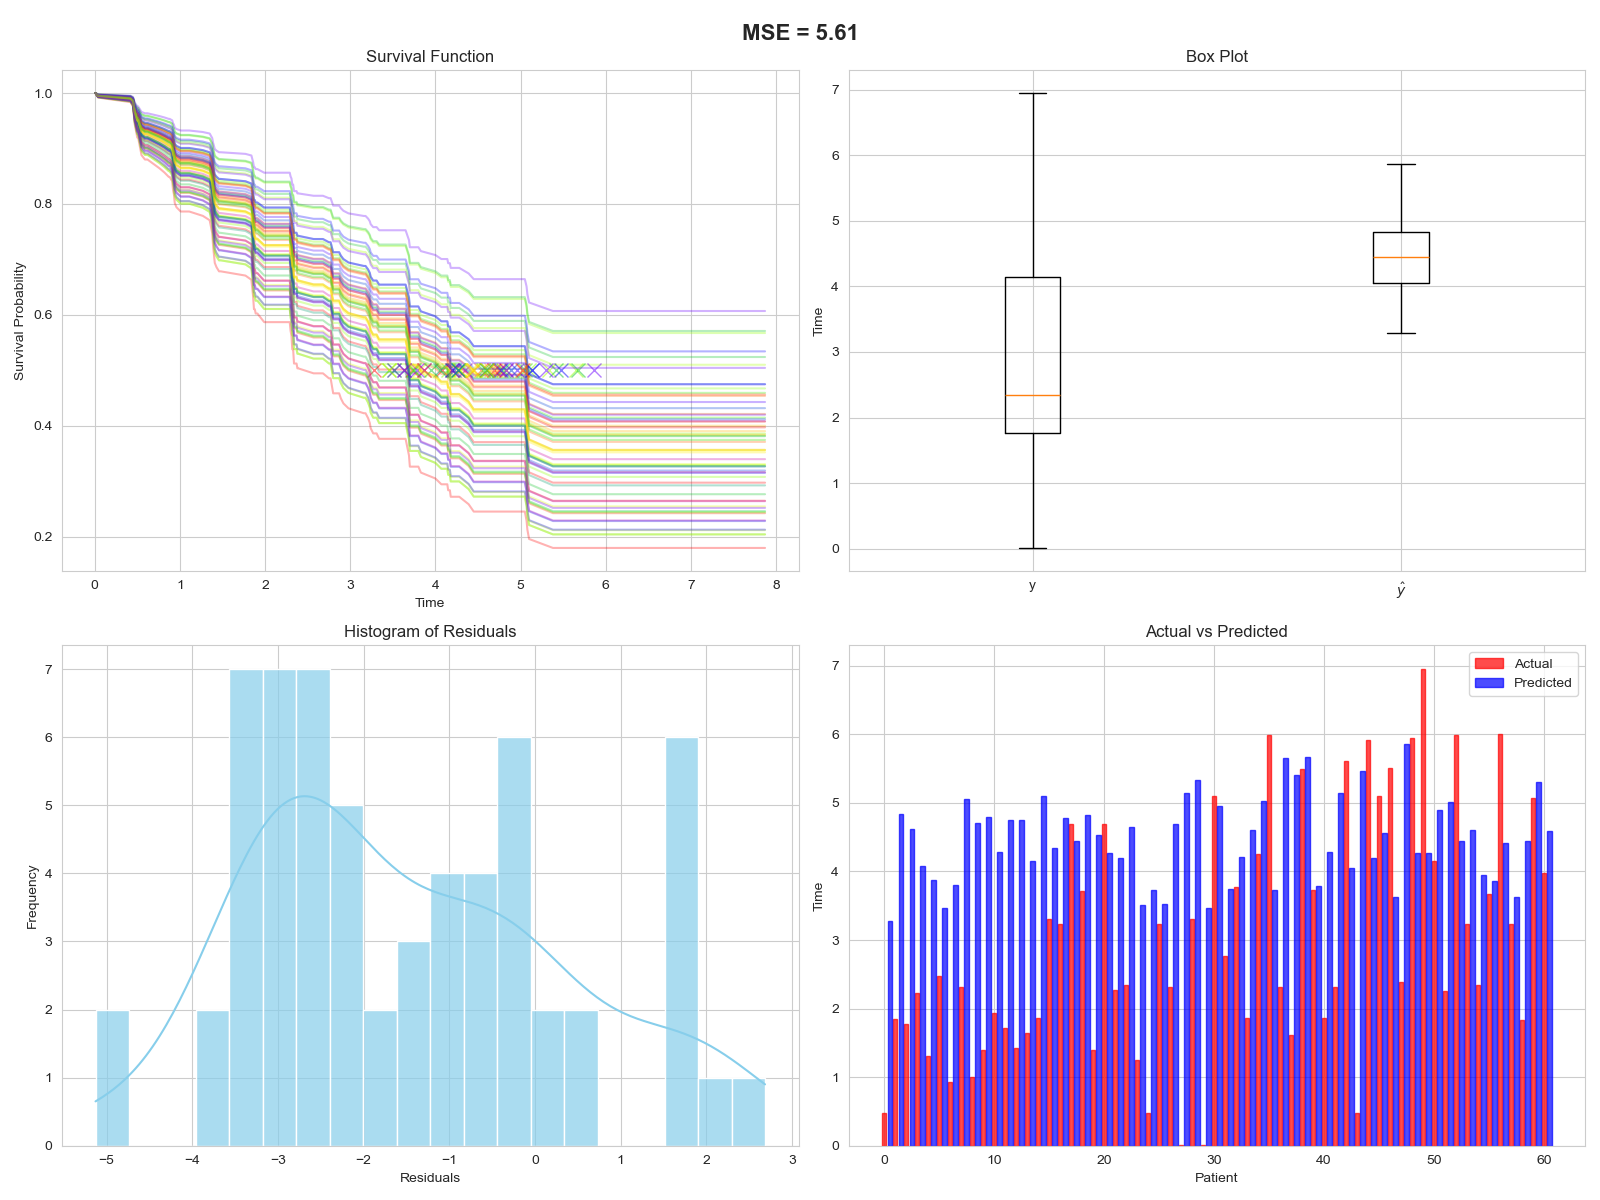 MSE = 5.61
Survival Function
1.0
0.8
0.6
0.4
0.2
Survival Probability
0 1 2 3 4 5 6 7 8
Time
Box Plot
7
6
5
4
3
2
1
0
Time
y ŷ
Histogram of Residuals
7
6
5
4
3
2
1
0
Frequency
−5 −4 −3 −2 −1 0 1 2 3
Residuals
Actual vs Predicted
7
6
5
4
3
2
1
0
Time
Actual
Predicted
0 10 20 30 40 50 60
Patient